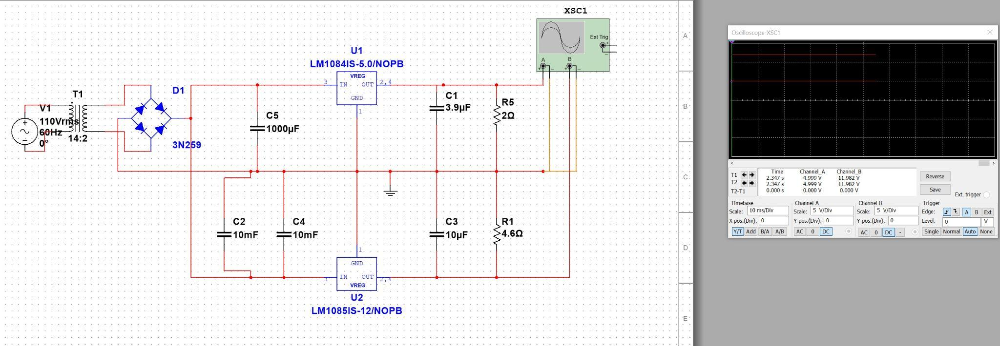 XSC1
Ext Trig
+
−
A
B
+
−
+
−
A
B
C
D
E
U1
LM1084IS-5.0/NOPB
VREG
3
IN
OUT
2,4
GND
1
T1
V1
110Vrms
60Hz
0°
+
−
14:2
D1
3N259
C5
1000µF
C1
3.9µF
R5
2Ω
C2
10mF
C4
10mF
C3
10µF
R1
4.6Ω
1
GND
3
IN
OUT
2,4
VREG
U2
LM1085IS-12/NOPB
Oscilloscope-XSC1
Time Channel_A Channel_B
T1 2.347 s 4.999 V 11.982 V
T2 2.347 s 4.999 V 11.982 V
T2-T1 0.000 s 0.000 V 0.000 V
Reverse
Save
Ext. trigger
Timebase
Scale: 10 ms/Div
X pos.(Div): 0
Y/T Add B/A A/B
Channel A
Scale: 5 V/Div
Y pos.(Div): 0
AC 0 DC
Channel B
Scale: 5 V/Div
Y pos.(Div): 0
AC 0 DC -
Trigger
Edge: A B Ext
Level: 0 V
Single Normal Auto None